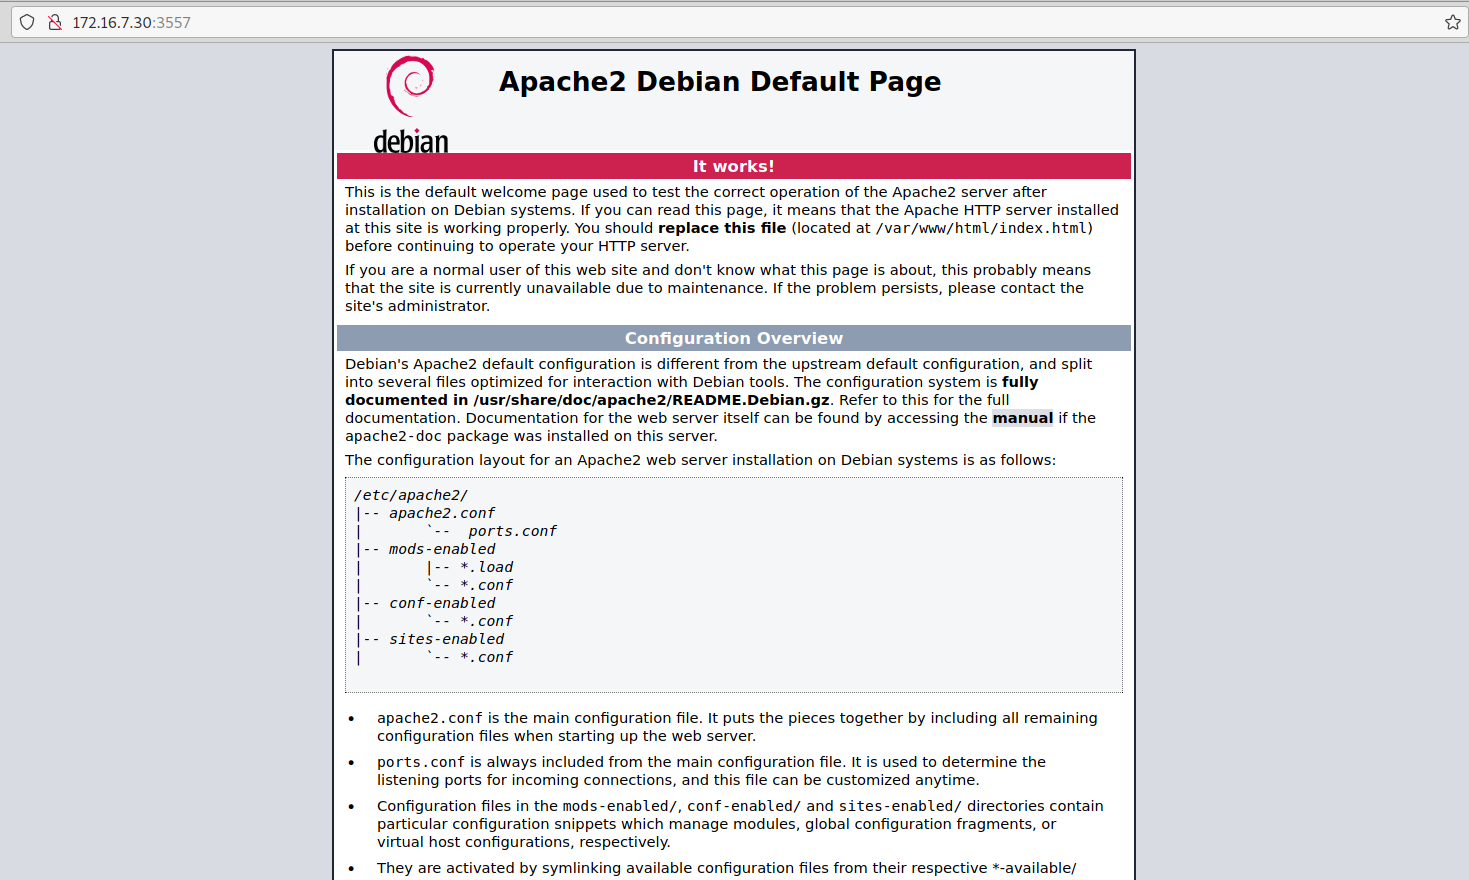 172.16.7.30:3557
debian
Apache2 Debian Default Page
It works!
This is the default welcome page used to test the correct operation of the Apache2 server after
installation on Debian systems. If you can read this page, it means that the Apache HTTP server installed
at this site is working properly. You should replace this file (located at /var/www/html/index.html)
before continuing to operate your HTTP server.
If you are a normal user of this web site and don't know what this page is about, this probably means
that the site is currently unavailable due to maintenance. If the problem persists, please contact the
site's administrator.
Configuration Overview
Debian's Apache2 default configuration is different from the upstream default configuration, and split
into several files optimized for interaction with Debian tools. The configuration system is fully
documented in /usr/share/doc/apache2/README.Debian.gz. Refer to this for the full
documentation. Documentation for the web server itself can be found by accessing the manual if the
apache2-doc package was installed on this server.
The configuration layout for an Apache2 web server installation on Debian systems is as follows:
/etc/apache2/
|-- apache2.conf
|       `--  ports.conf
|-- mods-enabled
|       |-- *.load
|       `-- *.conf
|-- conf-enabled
|       `-- *.conf
|-- sites-enabled
|       `-- *.conf
• apache2.conf is the main configuration file. It puts the pieces together by including all remaining
configuration files when starting up the web server.
• ports.conf is always included from the main configuration file. It is used to determine the
listening ports for incoming connections, and this file can be customized anytime.
• Configuration files in the mods-enabled/, conf-enabled/ and sites-enabled/ directories contain
particular configuration snippets which manage modules, global configuration fragments, or
virtual host configurations, respectively.
• They are activated by symlinking available configuration files from their respective *-available/